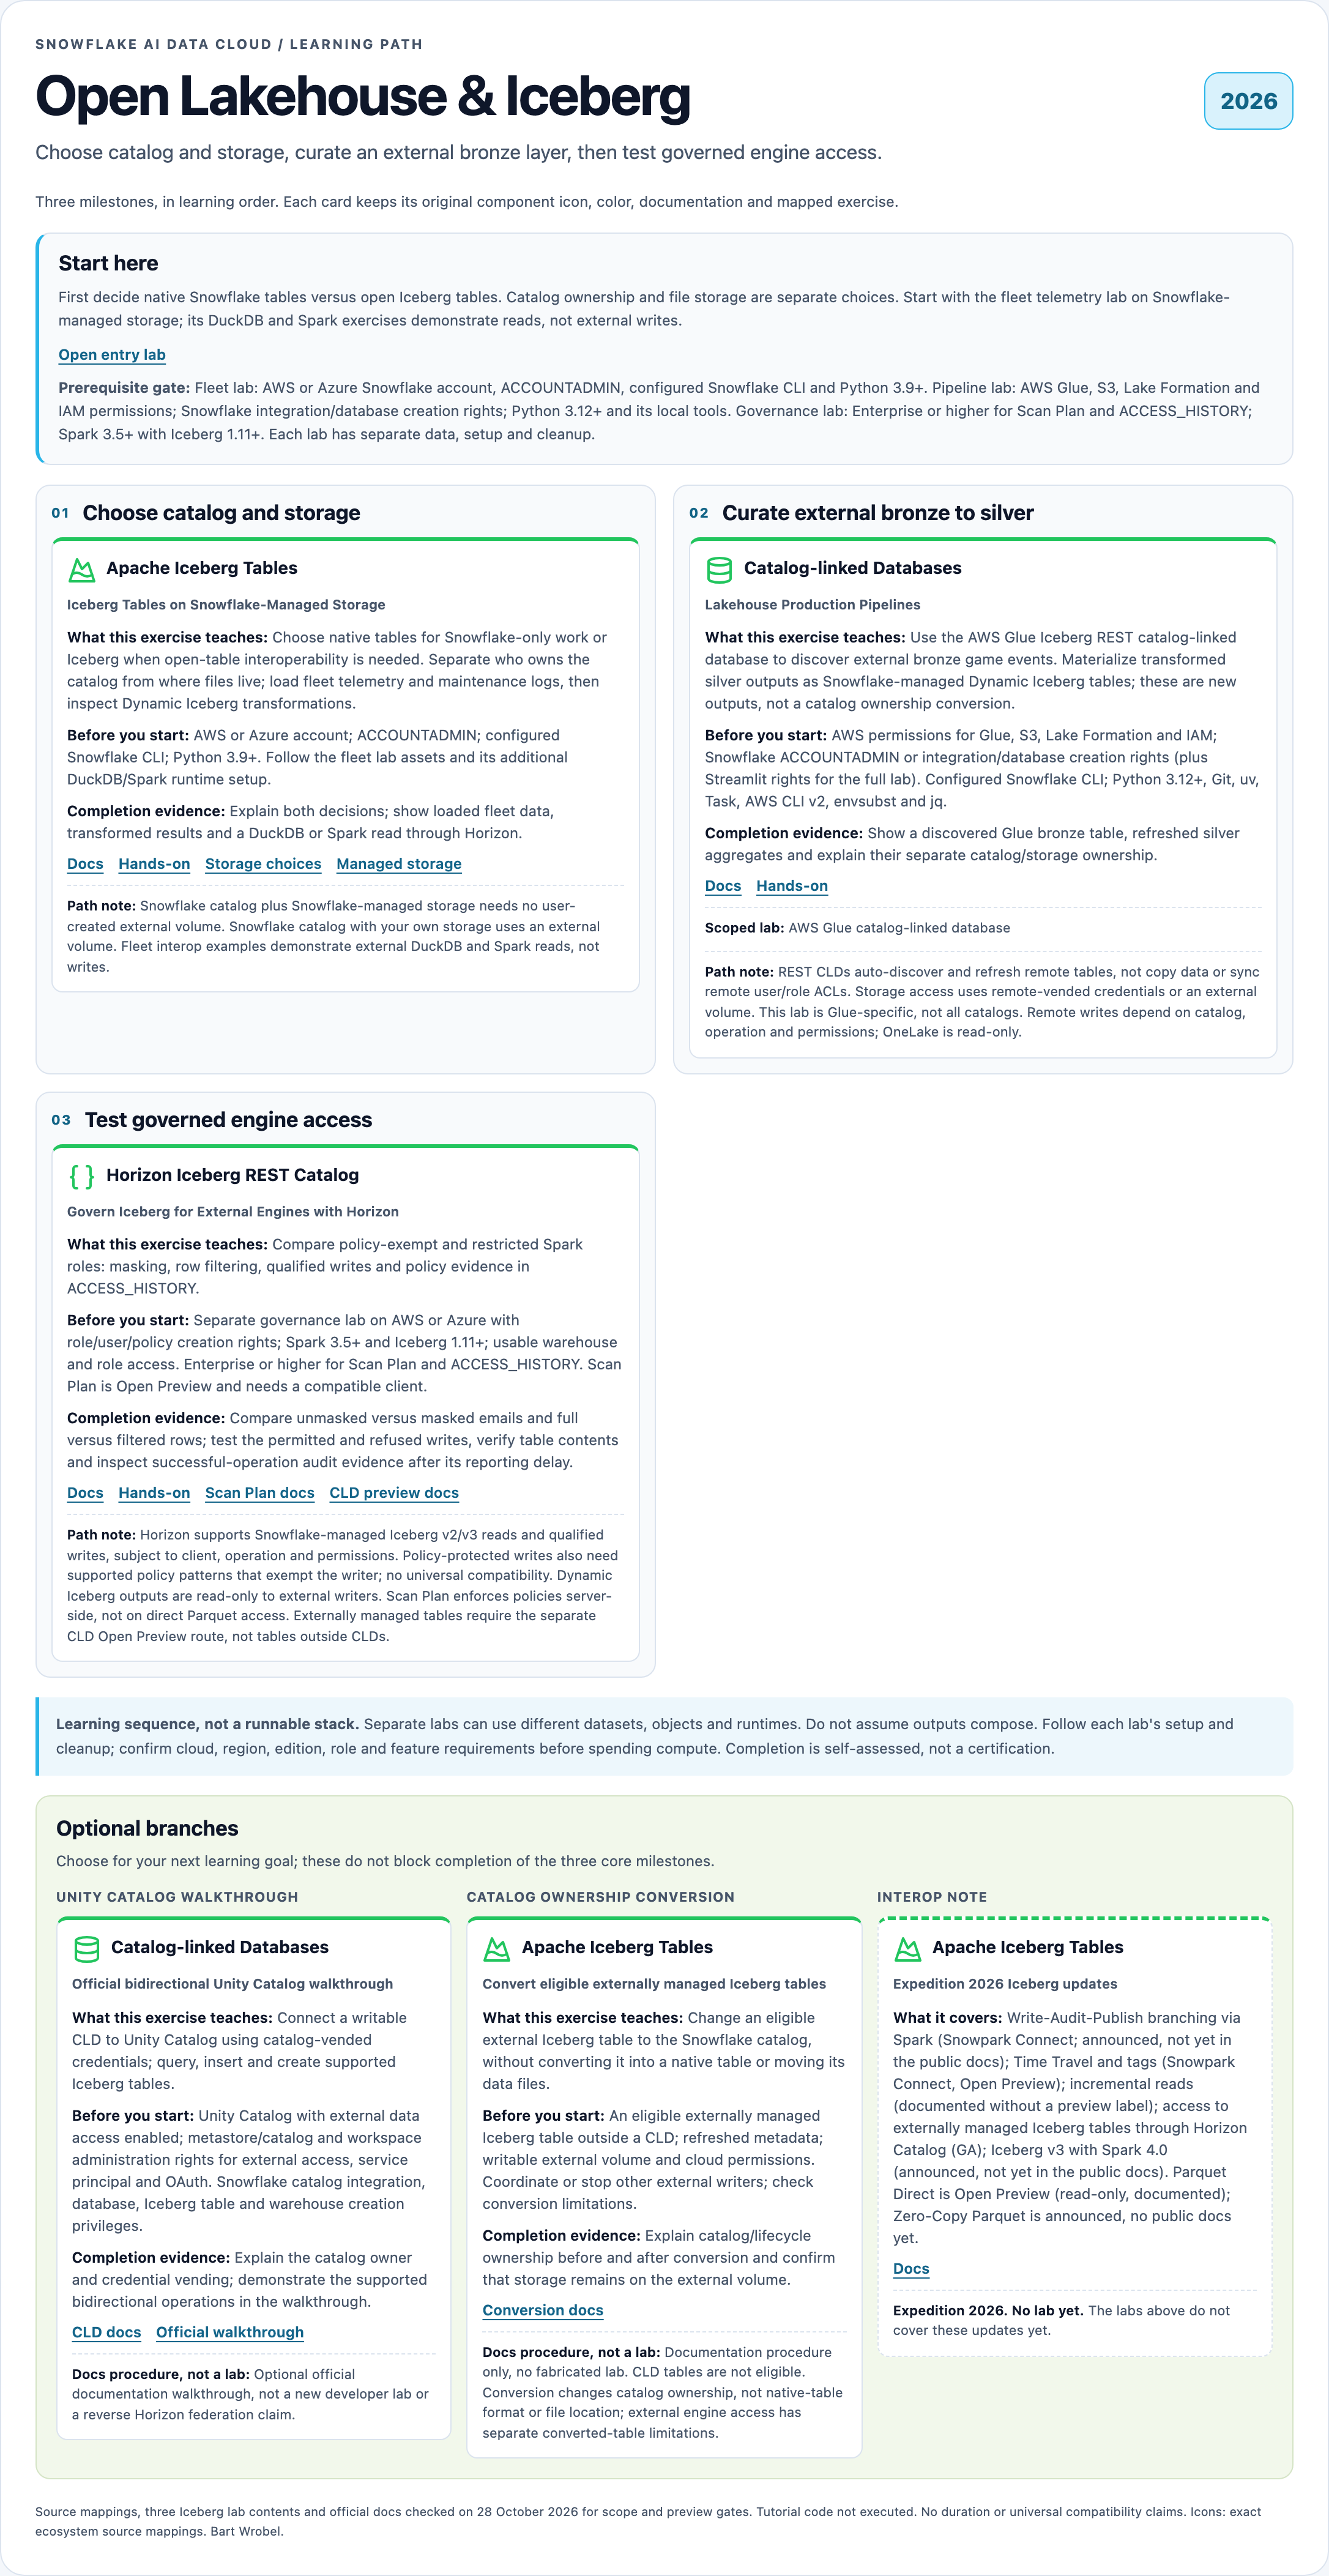 SNOWFLAKE AI DATA CLOUD / LEARNING PATH
Open Lakehouse & Iceberg
2026
Choose catalog and storage, curate an external bronze layer, then test governed engine access.
Three milestones, in learning order. Each card keeps its original component icon, color, documentation and mapped exercise.
Start here
First decide native Snowflake tables versus open Iceberg tables. Catalog ownership and file storage are separate choices. Start with the fleet telemetry lab on Snowflake-
managed storage; its DuckDB and Spark exercises demonstrate reads, not external writes.
Open entry lab
Prerequisite gate: Fleet lab: AWS or Azure Snowflake account, ACCOUNTADMIN, configured Snowflake CLI and Python 3.9+. Pipeline lab: AWS Glue, S3, Lake Formation and
IAM permissions; Snowflake integration/database creation rights; Python 3.12+ and its local tools. Governance lab: Enterprise or higher for Scan Plan and ACCESS_HISTORY;
Spark 3.5+ with Iceberg 1.11+. Each lab has separate data, setup and cleanup.
01 Choose catalog and storage
Apache Iceberg Tables
Iceberg Tables on Snowflake-Managed Storage
What this exercise teaches: Choose native tables for Snowflake-only work or
Iceberg when open-table interoperability is needed. Separate who owns the
catalog from where files live; load fleet telemetry and maintenance logs, then
inspect Dynamic Iceberg transformations.
Before you start: AWS or Azure account; ACCOUNTADMIN; configured
Snowflake CLI; Python 3.9+. Follow the fleet lab assets and its additional
DuckDB/Spark runtime setup.
Completion evidence: Explain both decisions; show loaded fleet data,
transformed results and a DuckDB or Spark read through Horizon.
Docs Hands-on Storage choices Managed storage
Path note: Snowflake catalog plus Snowflake-managed storage needs no user-
created external volume. Snowflake catalog with your own storage uses an external
volume. Fleet interop examples demonstrate external DuckDB and Spark reads, not
writes.
02 Curate external bronze to silver
Catalog-linked Databases
Lakehouse Production Pipelines
What this exercise teaches: Use the AWS Glue Iceberg REST catalog-linked
database to discover external bronze game events. Materialize transformed
silver outputs as Snowflake-managed Dynamic Iceberg tables; these are new
outputs, not a catalog ownership conversion.
Before you start: AWS permissions for Glue, S3, Lake Formation and IAM;
Snowflake ACCOUNTADMIN or integration/database creation rights (plus
Streamlit rights for the full lab). Configured Snowflake CLI; Python 3.12+, Git, uv,
Task, AWS CLI v2, envsubst and jq.
Completion evidence: Show a discovered Glue bronze table, refreshed silver
aggregates and explain their separate catalog/storage ownership.
Docs Hands-on
Scoped lab: AWS Glue catalog-linked database
Path note: REST CLDs auto-discover and refresh remote tables, not copy data or sync
remote user/role ACLs. Storage access uses remote-vended credentials or an external
volume. This lab is Glue-specific, not all catalogs. Remote writes depend on catalog,
operation and permissions; OneLake is read-only.
03 Test governed engine access
Horizon Iceberg REST Catalog
Govern Iceberg for External Engines with Horizon
What this exercise teaches: Compare policy-exempt and restricted Spark
roles: masking, row filtering, qualified writes and policy evidence in
ACCESS_HISTORY.
Before you start: Separate governance lab on AWS or Azure with
role/user/policy creation rights; Spark 3.5+ and Iceberg 1.11+; usable warehouse
and role access. Enterprise or higher for Scan Plan and ACCESS_HISTORY. Scan
Plan is Open Preview and needs a compatible client.
Completion evidence: Compare unmasked versus masked emails and full
versus filtered rows; test the permitted and refused writes, verify table contents
and inspect successful-operation audit evidence after its reporting delay.
Docs Hands-on Scan Plan docs CLD preview docs
Path note: Horizon supports Snowflake-managed Iceberg v2/v3 reads and qualified
writes, subject to client, operation and permissions. Policy-protected writes also need
supported policy patterns that exempt the writer; no universal compatibility. Dynamic
Iceberg outputs are read-only to external writers. Scan Plan enforces policies server-
side, not on direct Parquet access. Externally managed tables require the separate
CLD Open Preview route, not tables outside CLDs.
Learning sequence, not a runnable stack. Separate labs can use different datasets, objects and runtimes. Do not assume outputs compose. Follow each lab's setup and
cleanup; confirm cloud, region, edition, role and feature requirements before spending compute. Completion is self-assessed, not a certification.
Optional branches
Choose for your next learning goal; these do not block completion of the three core milestones.
UNITY CATALOG WALKTHROUGH
Catalog-linked Databases
Official bidirectional Unity Catalog walkthrough
What this exercise teaches: Connect a writable
CLD to Unity Catalog using catalog-vended
credentials; query, insert and create supported
Iceberg tables.
Before you start: Unity Catalog with external data
access enabled; metastore/catalog and workspace
administration rights for external access, service
principal and OAuth. Snowflake catalog integration,
database, Iceberg table and warehouse creation
privileges.
Completion evidence: Explain the catalog owner
and credential vending; demonstrate the supported
bidirectional operations in the walkthrough.
CLD docs Official walkthrough
Docs procedure, not a lab: Optional official
documentation walkthrough, not a new developer lab or
a reverse Horizon federation claim.
CATALOG OWNERSHIP CONVERSION
Apache Iceberg Tables
Convert eligible externally managed Iceberg tables
What this exercise teaches: Change an eligible
external Iceberg table to the Snowflake catalog,
without converting it into a native table or moving its
data files.
Before you start: An eligible externally managed
Iceberg table outside a CLD; refreshed metadata;
writable external volume and cloud permissions.
Coordinate or stop other external writers; check
conversion limitations.
Completion evidence: Explain catalog/lifecycle
ownership before and after conversion and confirm
that storage remains on the external volume.
Conversion docs
Docs procedure, not a lab: Documentation procedure
only, no fabricated lab. CLD tables are not eligible.
Conversion changes catalog ownership, not native-table
format or file location; external engine access has
separate converted-table limitations.
INTEROP NOTE
Apache Iceberg Tables
Expedition 2026 Iceberg updates
What it covers: Write-Audit-Publish branching via
Spark (Snowpark Connect; announced, not yet in
the public docs); Time Travel and tags (Snowpark
Connect, Open Preview); incremental reads
(documented without a preview label); access to
externally managed Iceberg tables through Horizon
Catalog (GA); Iceberg v3 with Spark 4.0
(announced, not yet in the public docs). Parquet
Direct is Open Preview (read-only, documented);
Zero-Copy Parquet is announced, no public docs
yet.
Docs
Expedition 2026. No lab yet. The labs above do not
cover these updates yet.
Source mappings, three Iceberg lab contents and official docs checked on 28 October 2026 for scope and preview gates. Tutorial code not executed. No duration or universal compatibility claims. Icons: exact
ecosystem source mappings. Bart Wrobel.